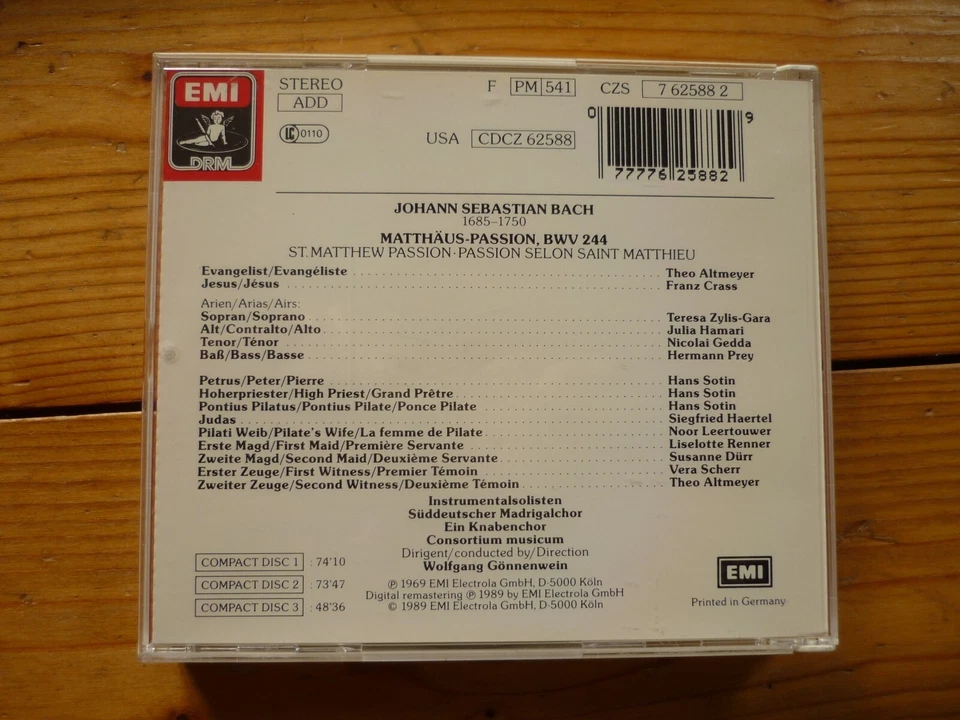 EMI
DRM
STEREO
ADD
LC 0110
F PM 541 CZS 7 62588 2
USA CDCZ 62588
0 77776 25882 9
JOHANN SEBASTIAN BACH
1685–1750
MATTHÄUS-PASSION, BWV 244
ST. MATTHEW PASSION · PASSION SELON SAINT MATTHIEU
Evangelist/Evangéliste Theo Altmeyer
Jesus/Jésus Franz Crass
Arien/Arias/Airs:
Sopran/Soprano Teresa Zylis-Gara
Alt/Contralto/Alto Julia Hamari
Tenor/Ténor Nicolai Gedda
Baß/Bass/Basse Hermann Prey
Petrus/Peter/Pierre Hans Sotin
Hoherpriester/High Priest/Grand Prêtre Hans Sotin
Pontius Pilatus/Pontius Pilate/Ponce Pilate Hans Sotin
Judas Siegfried Haertel
Pilati Weib/Pilate's Wife/La femme de Pilate Noor Leertouwer
Erste Magd/First Maid/Première Servante Liselotte Renner
Zweite Magd/Second Maid/Deuxième Servante Susanne Dürr
Erster Zeuge/First Witness/Premier Témoin Vera Scherr
Zweiter Zeuge/Second Witness/Deuxième Témoin Theo Altmeyer
Instrumentalsolisten
Süddeutscher Madrigalchor
Ein Knabenchor
Consortium musicum
Dirigent/conducted by/Direction
Wolfgang Gönnenwein
COMPACT DISC 1 : 74'10
COMPACT DISC 2 : 73'47
COMPACT DISC 3 : 48'36
℗ 1969 EMI Electrola GmbH, D-5000 Köln
Digital remastering ℗ 1989 by EMI Electrola GmbH
© 1989 EMI Electrola GmbH, D-5000 Köln
EMI
Printed in Germany